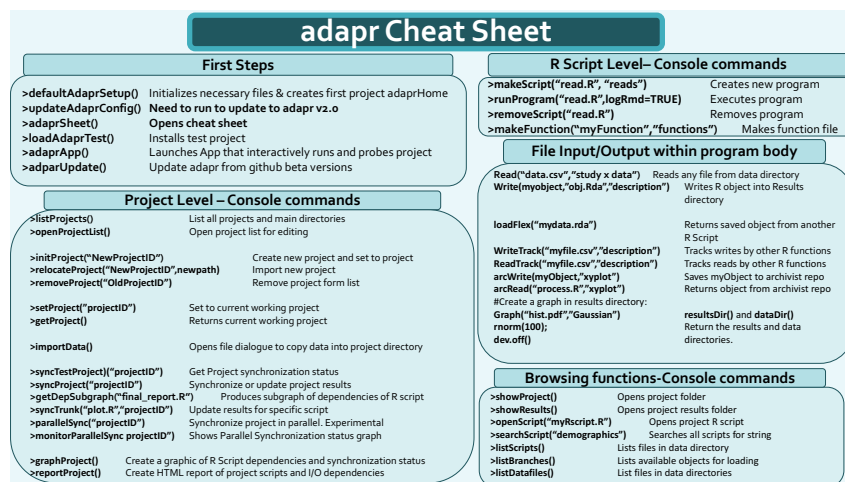 adapr Cheat Sheet
First Steps
>defaultAdaprSetup() Initializes necessary files & creates first project adaprHome
>updateAdaprConfig() Need to run to update to adapr v2.0
>adaprSheet() Opens cheat sheet
>loadAdaprTest() Installs test project
>adaprApp() Launches App that interactively runs and probes project
>adparUpdate() Update adapr from github beta versions
Project Level – Console commands
>listProjects() List all projects and main directories
>openProjectList() Open project list for editing
>initProject("NewProjectID") Create new project and set to project
>relocateProject("NewProjectID",newpath) Import new project
>removeProject("OldProjectID") Remove project form list
>setProject("projectID") Set to current working project
>getProject() Returns current working project
>importData() Opens file dialogue to copy data into project directory
>syncTestProject)("projectID") Get Project synchronization status
>syncProject("projectID") Synchronize or update project results
>getDepSubgraph("final_report.R") Produces subgraph of dependencies of R script
>syncTrunk("plot.R","projectID") Update results for specific script
>parallelSync("projectID") Synchronize project in parallel. Experimental
>monitorParallelSync projectID") Shows Parallel Synchronization status graph
>graphProject() Create a graphic of R Script dependencies and synchronization status
>reportProject() Create HTML report of project scripts and I/O dependencies
R Script Level– Console commands
>makeScript("read.R", "reads") Creates new program
>runProgram("read.R",logRmd=TRUE) Executes program
>removeScript("read.R") Removes program
>makeFunction("myFunction","functions") Makes function file
File Input/Output within program body
Read("data.csv","study x data") Reads any file from data directory
Write(myobject,"obj.Rda","description") Writes R object into Results
directory
loadFlex("mydata.rda") Returns saved object from another
R Script
WriteTrack("myfile.csv","description") Tracks writes by other R functions
ReadTrack("myfile.csv","description") Tracks reads by other R functions
arcWrite(myObject,"xyplot") Saves myObject to archivist repo
arcRead("process.R","xyplot") Returns object from archivist repo
#Create a graph in results directory:
Graph("hist.pdf","Gaussian") resultsDir() and dataDir()
rnorm(100); Return the results and data
dev.off() directories.
Browsing functions-Console commands
>showProject() Opens project folder
>showResults() Opens project results folder
>openScript("myRscript.R") Opens project R script
>searchScript("demographics") Searches all scripts for string
>listScripts() Lists files in data directory
>listBranches() Lists available objects for loading
>listDatafiles() List files in data directories